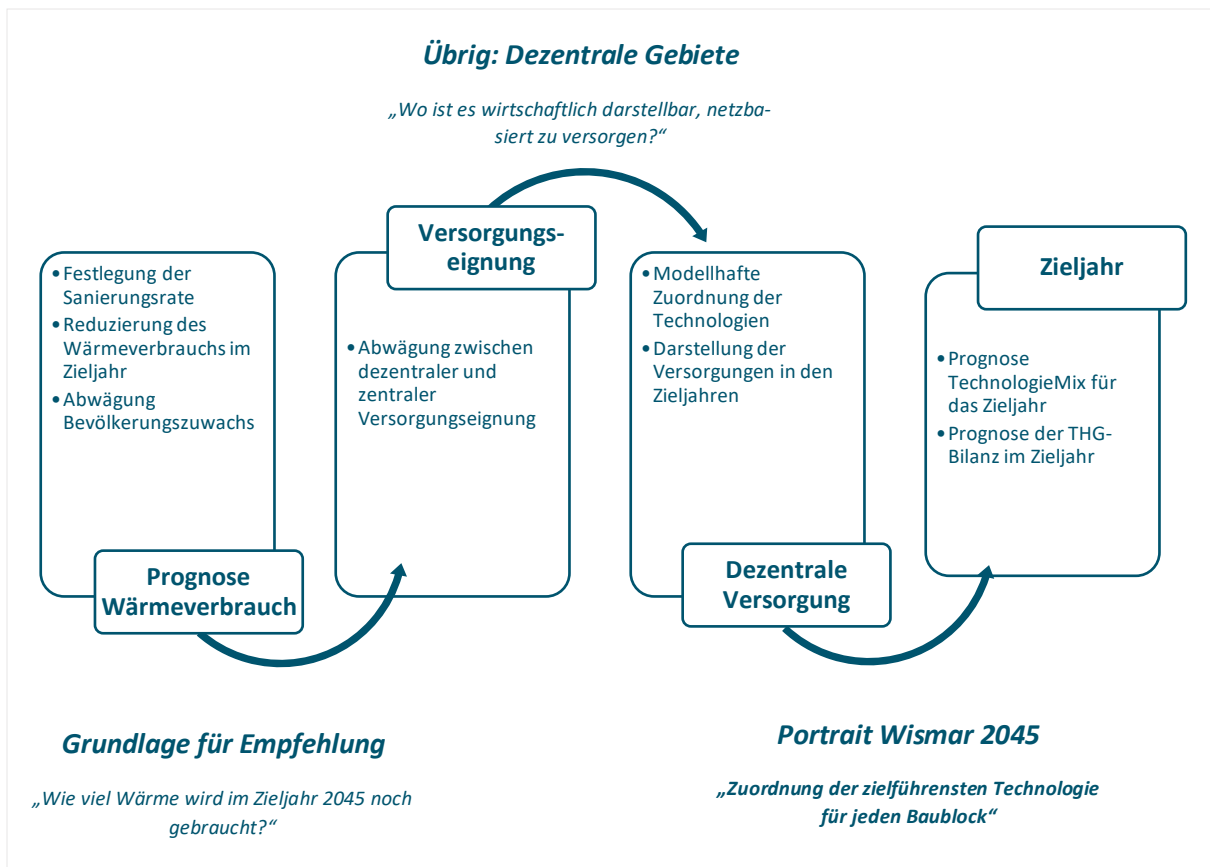 Übrig: Dezentrale Gebiete
„Wo ist es wirtschaftlich darstellbar, netzba-
siert zu versorgen?“
• Festlegung der
Sanierungsrate
• Reduzierung des
Wärmeverbrauchs im
Zieljahr
• Abwägung
Bevölkerungszuwachs
Prognose
Wärmeverbrauch
Versorgungs-
eignung
• Abwägung zwischen
dezentraler und
zentraler
Versorgungseignung
• Modellhafte
Zuordnung der
Technologien
• Darstellung der
Versorgungen in den
Zieljahren
Dezentrale
Versorgung
Zieljahr
• Prognose
TechnologieMix für
das Zieljahr
• Prognose der THG-
Bilanz im Zieljahr
Grundlage für Empfehlung
„Wie viel Wärme wird im Zieljahr 2045 noch
gebraucht?“
Portrait Wismar 2045
„Zuordnung der zielführensten Technologie
für jeden Baublock“